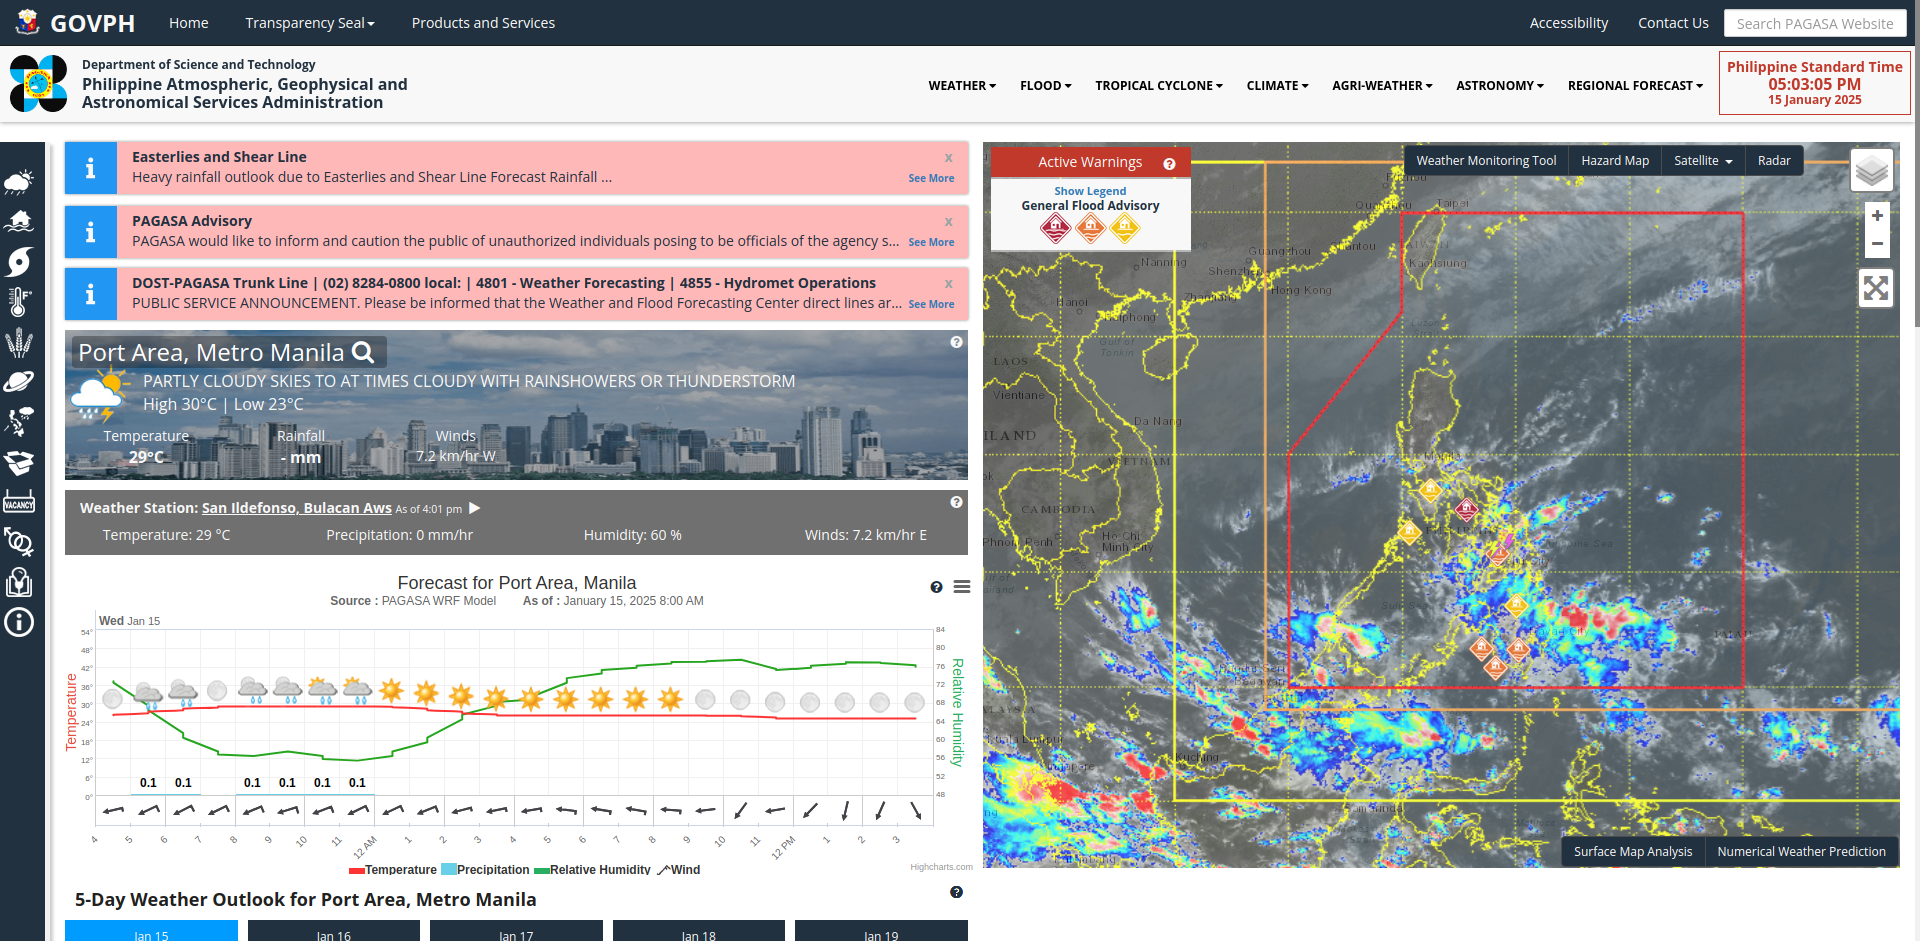 GOVPH
Home
Transparency Seal
Products and Services
Accessibility
Contact Us
Search PAGASA Website
Department of Science and Technology
Philippine Atmospheric, Geophysical and
Astronomical Services Administration
WEATHER
FLOOD
TROPICAL CYCLONE
CLIMATE
AGRI-WEATHER
ASTRONOMY
REGIONAL FORECAST
Philippine Standard Time
05:03:05 PM
15 January 2025
Easterlies and Shear Line
x
Heavy rainfall outlook due to Easterlies and Shear Line Forecast Rainfall ...
See More
PAGASA Advisory
x
PAGASA would like to inform and caution the public of unauthorized individuals posing to be officials of the agency s...
See More
DOST-PAGASA Trunk Line | (02) 8284-0800 local: | 4801 - Weather Forecasting | 4855 - Hydromet Operations
x
PUBLIC SERVICE ANNOUNCEMENT. Please be informed that the Weather and Flood Forecasting Center direct lines ar...
See More
VACANCY
Port Area, Metro Manila
PARTLY CLOUDY SKIES TO AT TIMES CLOUDY WITH RAINSHOWERS OR THUNDERSTORM
High 30°C | Low 23°C
Temperature
Rainfall
Winds
29°C
- mm
7.2 km/hr W
Weather Station: San Ildefonso, Bulacan Aws As of 4:01 pm
Temperature: 29 °C
Precipitation: 0 mm/hr
Humidity: 60 %
Winds: 7.2 km/hr E
Forecast for Port Area, Manila
Source : PAGASA WRF Model As of : January 15, 2025 8:00 AM
Wed Jan 15
54°
48°
42°
36°
30°
24°
18°
12°
6°
0°
Temperature
84
80
76
72
68
64
60
56
52
48
Relative Humidity
0.1 0.1 0.1 0.1 0.1 0.1
4 5 6 7 8 9 10 11 12 AM 1 2 3 4 5 6 7 8 9 10 11 12 PM 1 2 3
Temperature Precipitation Relative Humidity Wind
Highcharts.com
5-Day Weather Outlook for Port Area, Metro Manila
Jan 15
Jan 16
Jan 17
Jan 18
Jan 19
Active Warnings
Show Legend
General Flood Advisory
Weather Monitoring Tool
Hazard Map
Satellite
Radar
+
−
Taipei
Guangzhou
Shantou
Nanning
Shenzhen
Kaohsiung
Hong Kong
Hanoi
Haiphong
Gulf of
Tonkin
LAOS
Vientiane
Da Nang
ILAND
VIETNAM
CAMBODIA
Phnom Penh
Ho Chi
Minh City
Kuala Lumpur
Kuching
Surface Map Analysis
Numerical Weather Prediction